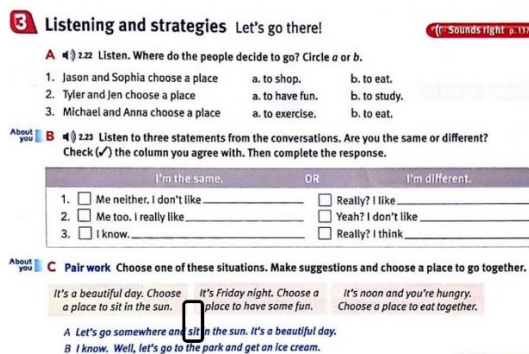 3 Listening and strategies Let's go there!
Sounds right p. 137
A 2.22 Listen. Where do the people decide to go? Circle a or b.
1. Jason and Sophia choose a place a. to shop. b. to eat.
2. Tyler and Jen choose a place a. to have fun. b. to study.
3. Michael and Anna choose a place a. to exercise. b. to eat.
About you B 2.23 Listen to three statements from the conversations. Are you the same or different?
Check (✓) the column you agree with. Then complete the response.
I'm the same. OR I'm different.
1. Me neither. I don't like Really? I like
2. Me too. I really like Yeah? I don't like
3. I know. Really? I think
About you C Pair work Choose one of these situations. Make suggestions and choose a place to go together.
It's a beautiful day. Choose a place to sit in the sun.
It's Friday night. Choose a place to have some fun.
It's noon and you're hungry. Choose a place to eat together.
A Let's go somewhere and sit in the sun. It's a beautiful day.
B I know. Well, let's go to the park and get an ice cream.